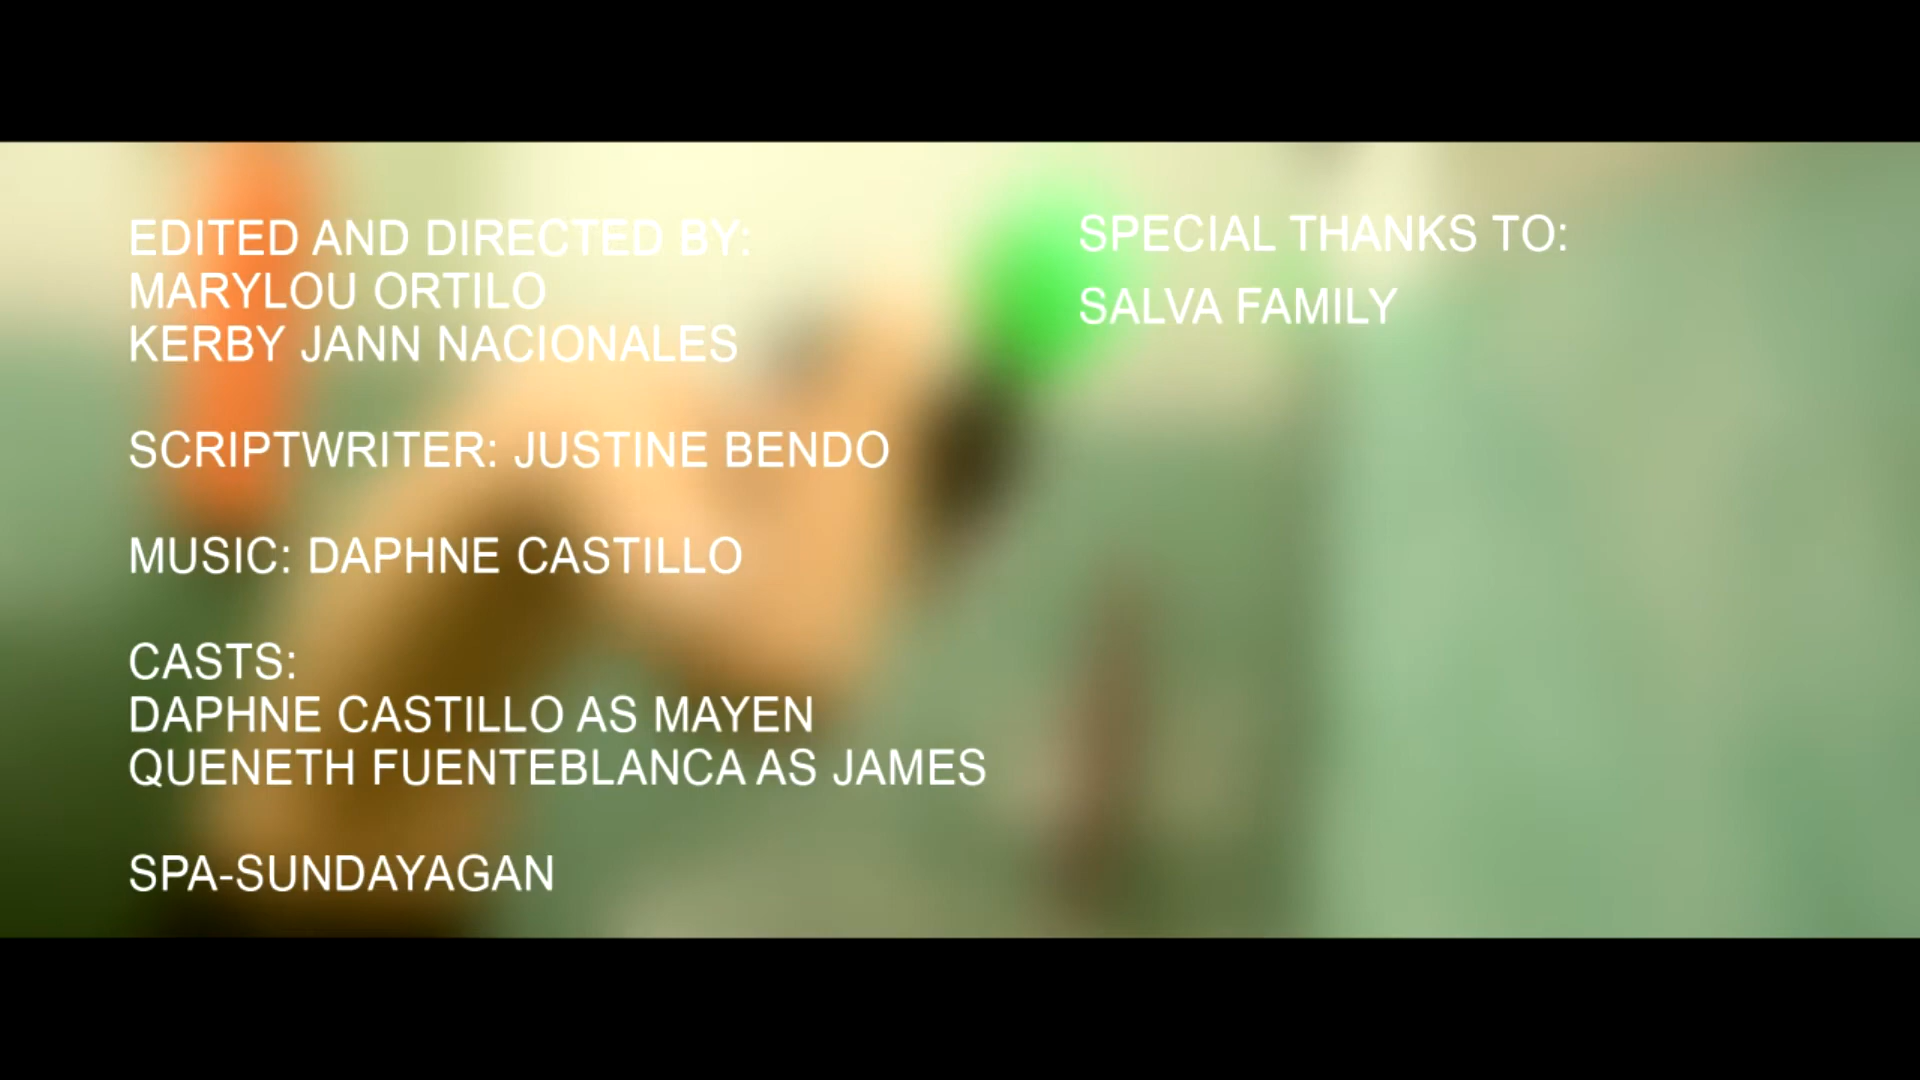 EDITED AND DIRECTED BY:
MARYLOU ORTILO
KERBY JANN NACIONALES
SCRIPTWRITER: JUSTINE BENDO
MUSIC: DAPHNE CASTILLO
CASTS:
DAPHNE CASTILLO AS MAYEN
QUENETH FUENTEBLANCA AS JAMES
SPA-SUNDAYAGAN
SPECIAL THANKS TO:
SALVA FAMILY